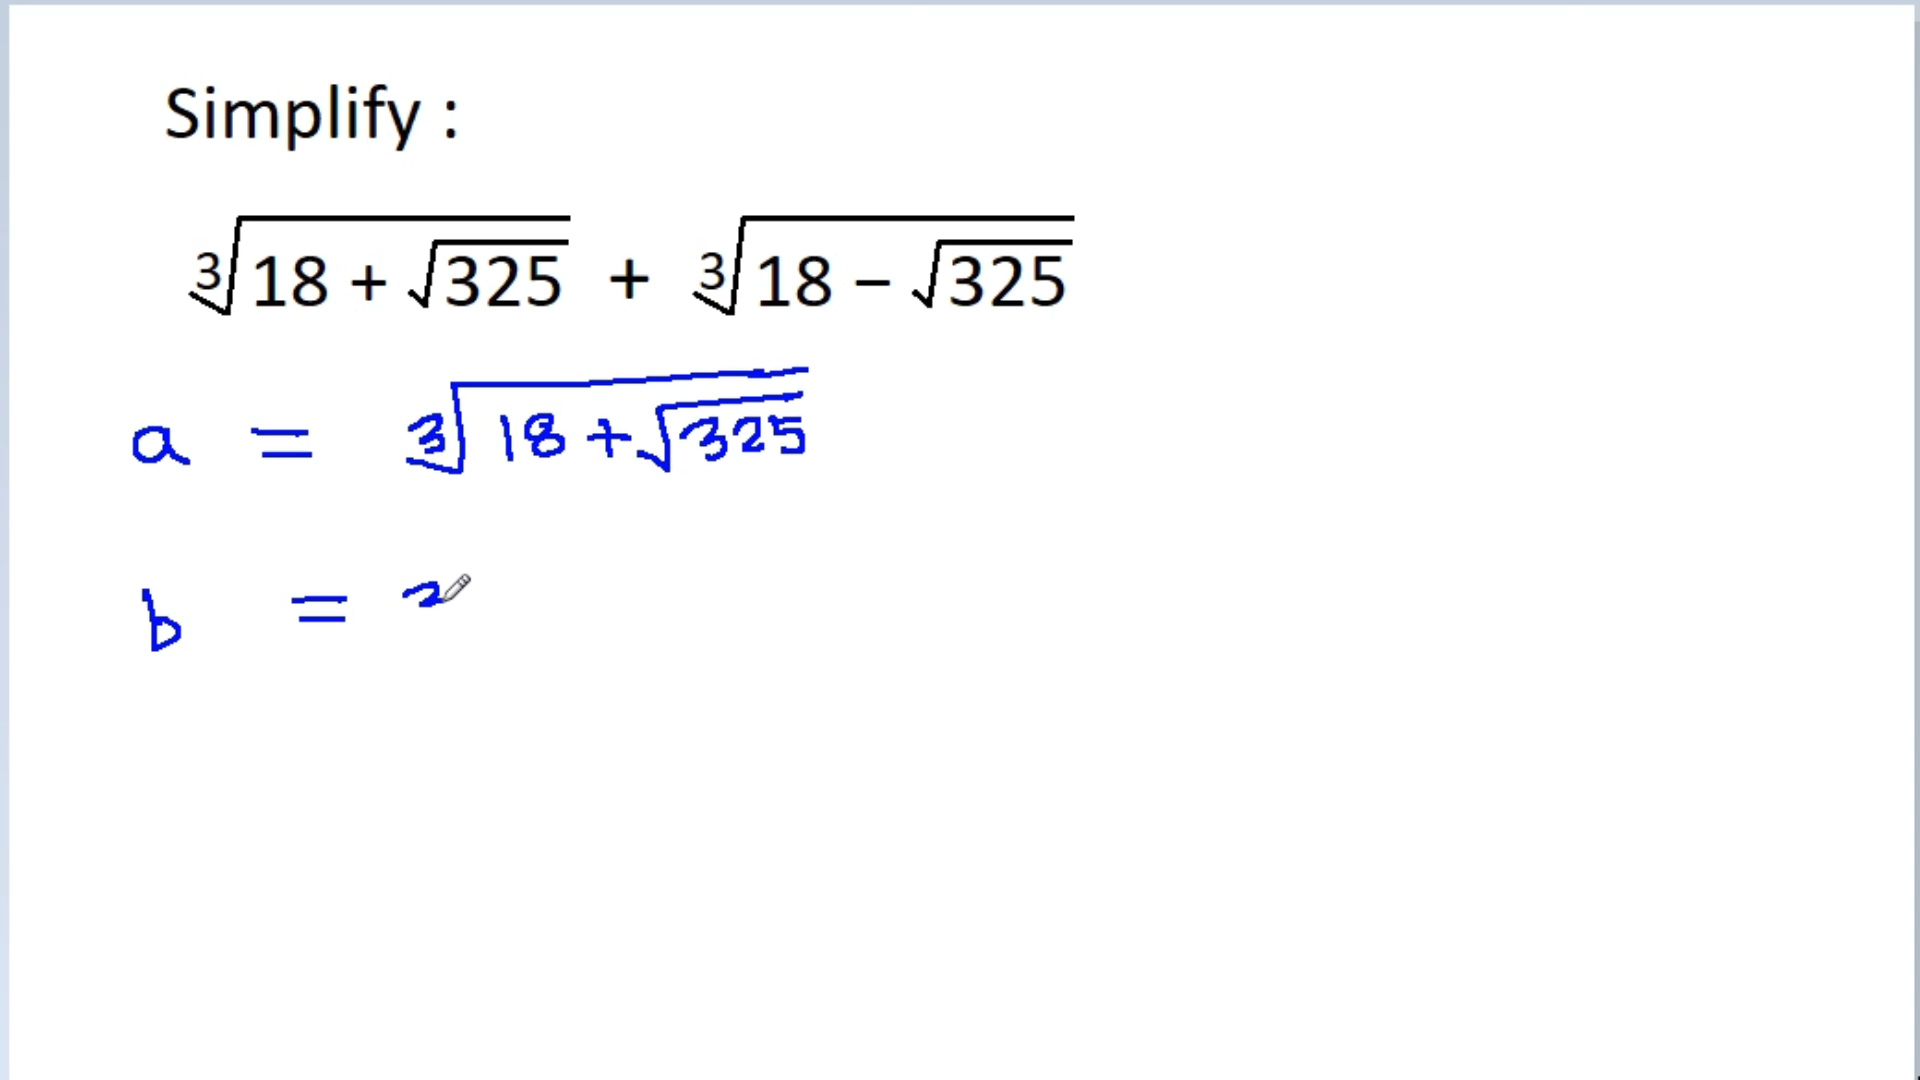 Simplify :
∛(18 + √325) + ∛(18 − √325)
a = ∛(18 + √325)
b =